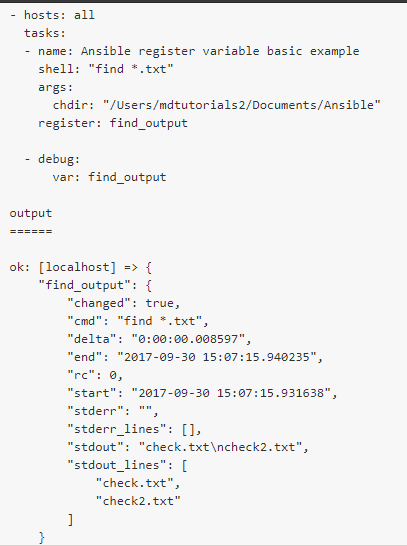 - hosts: all
  tasks:
  - name: Ansible register variable basic example
    shell: "find *.txt"
    args:
      chdir: "/Users/mdtutorials2/Documents/Ansible"
    register: find_output

  - debug:
      var: find_output

output
======

ok: [localhost] => {
    "find_output": {
        "changed": true,
        "cmd": "find *.txt",
        "delta": "0:00:00.008597",
        "end": "2017-09-30 15:07:15.940235",
        "rc": 0,
        "start": "2017-09-30 15:07:15.931638",
        "stderr": "",
        "stderr_lines": [],
        "stdout": "check.txt\ncheck2.txt",
        "stdout_lines": [
            "check.txt",
            "check2.txt"
        ]
    }